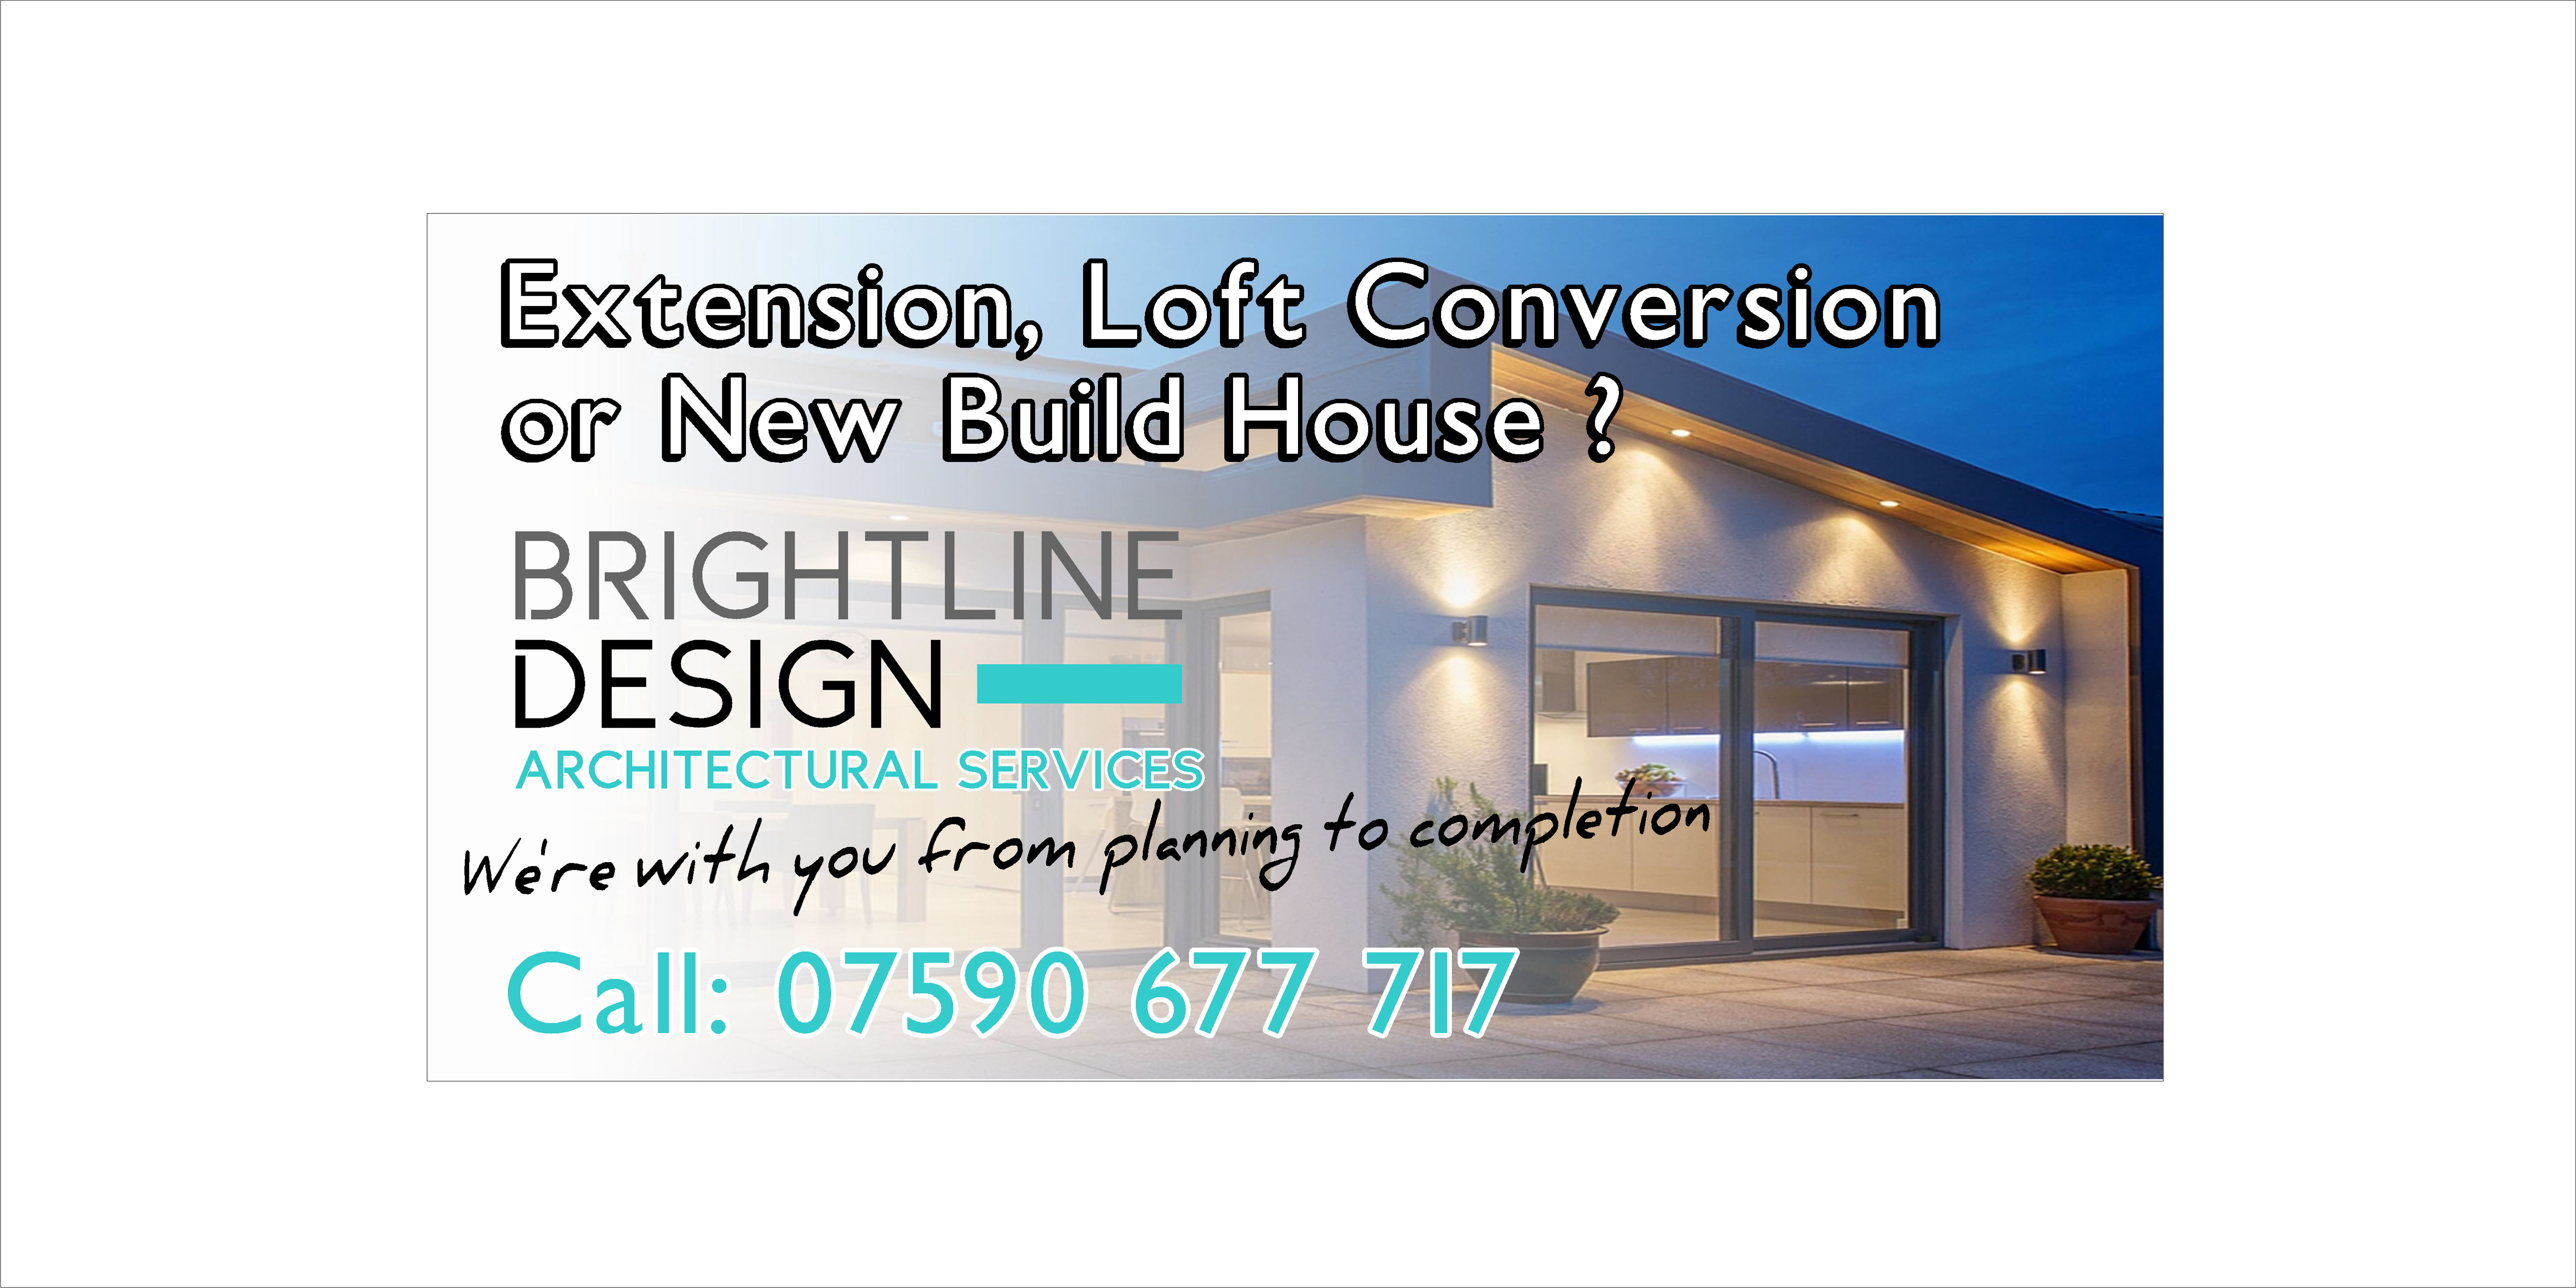 Extension, Loft Conversion
or New Build House ?
BRIGHTLINE
DESIGN
ARCHITECTURAL SERVICES
We're with you from planning to completion
Call: 07590 677 717